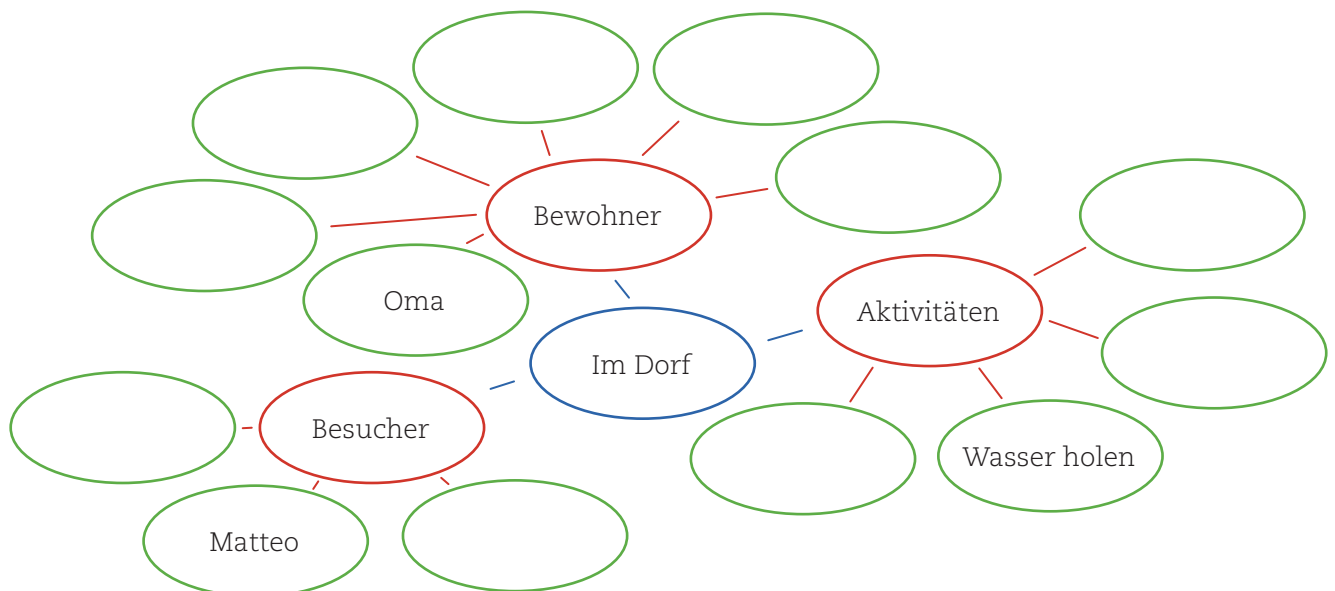 Bewohner
Oma
Aktivitäten
Im Dorf
Besucher
Wasser holen
Matteo